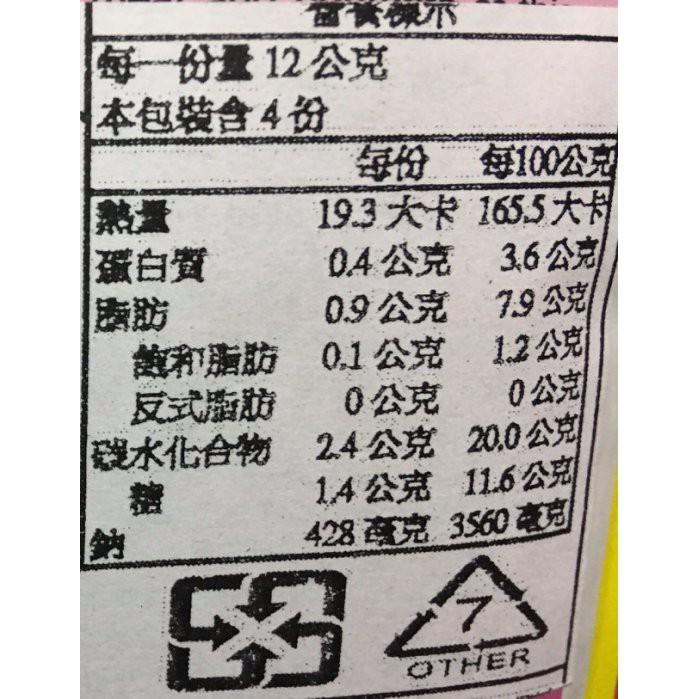 營養標示
每一份量 12 公克
本包裝含 4 份
每份 每100公克
熱量 19.3 大卡 165.5 大卡
蛋白質 0.4 公克 3.6 公克
脂肪 0.9 公克 7.9 公克
飽和脂肪 0.1 公克 1.2 公克
反式脂肪 0 公克 0 公克
碳水化合物 2.4 公克 20.0 公克
糖 1.4 公克 11.6 公克
鈉 428 毫克 3560 毫克
7
OTHER